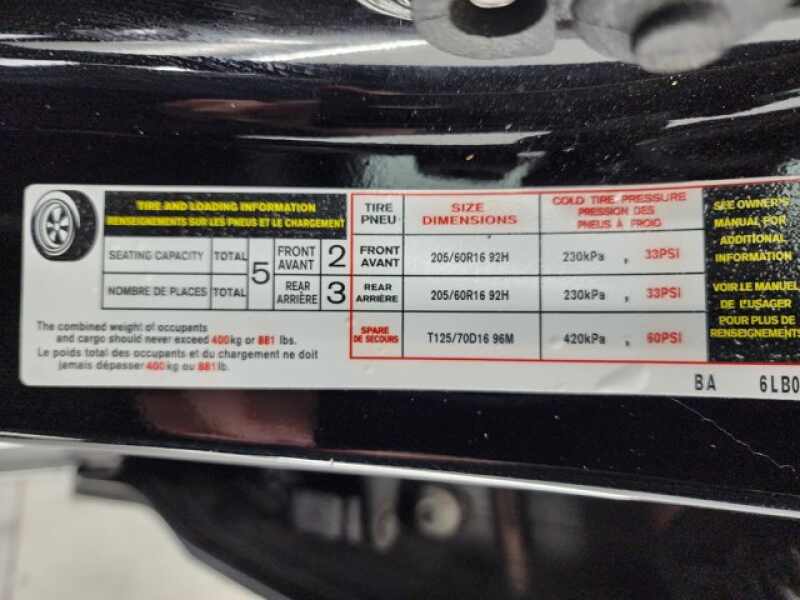 TIRE AND LOADING INFORMATION
RENSEIGNEMENTS SUR LES PNEUS ET LE CHARGEMENT
SEATING CAPACITY TOTAL 5 FRONT AVANT 2
NOMBRE DE PLACES TOTAL REAR ARRIÈRE 3
The combined weight of occupants
and cargo should never exceed 400kg or 881 lbs.
Le poids total des occupants et du chargement ne doit
jamais dépasser 400kg ou 881lb.
TIRE PNEU SIZE DIMENSIONS COLD TIRE PRESSURE PRESSION DES PNEUS À FROID
FRONT AVANT 205/60R16 92H 230kPa , 33PSI
REAR ARRIÈRE 205/60R16 92H 230kPa , 33PSI
SPARE DE SECOURS T125/70D16 96M 420kPa , 60PSI
SEE OWNER'S
MANUAL FOR
ADDITIONAL
INFORMATION
VOIR LE MANUEL
DE L'USAGER
POUR PLUS DE
RENSEIGNEMENTS
BA 6LB0